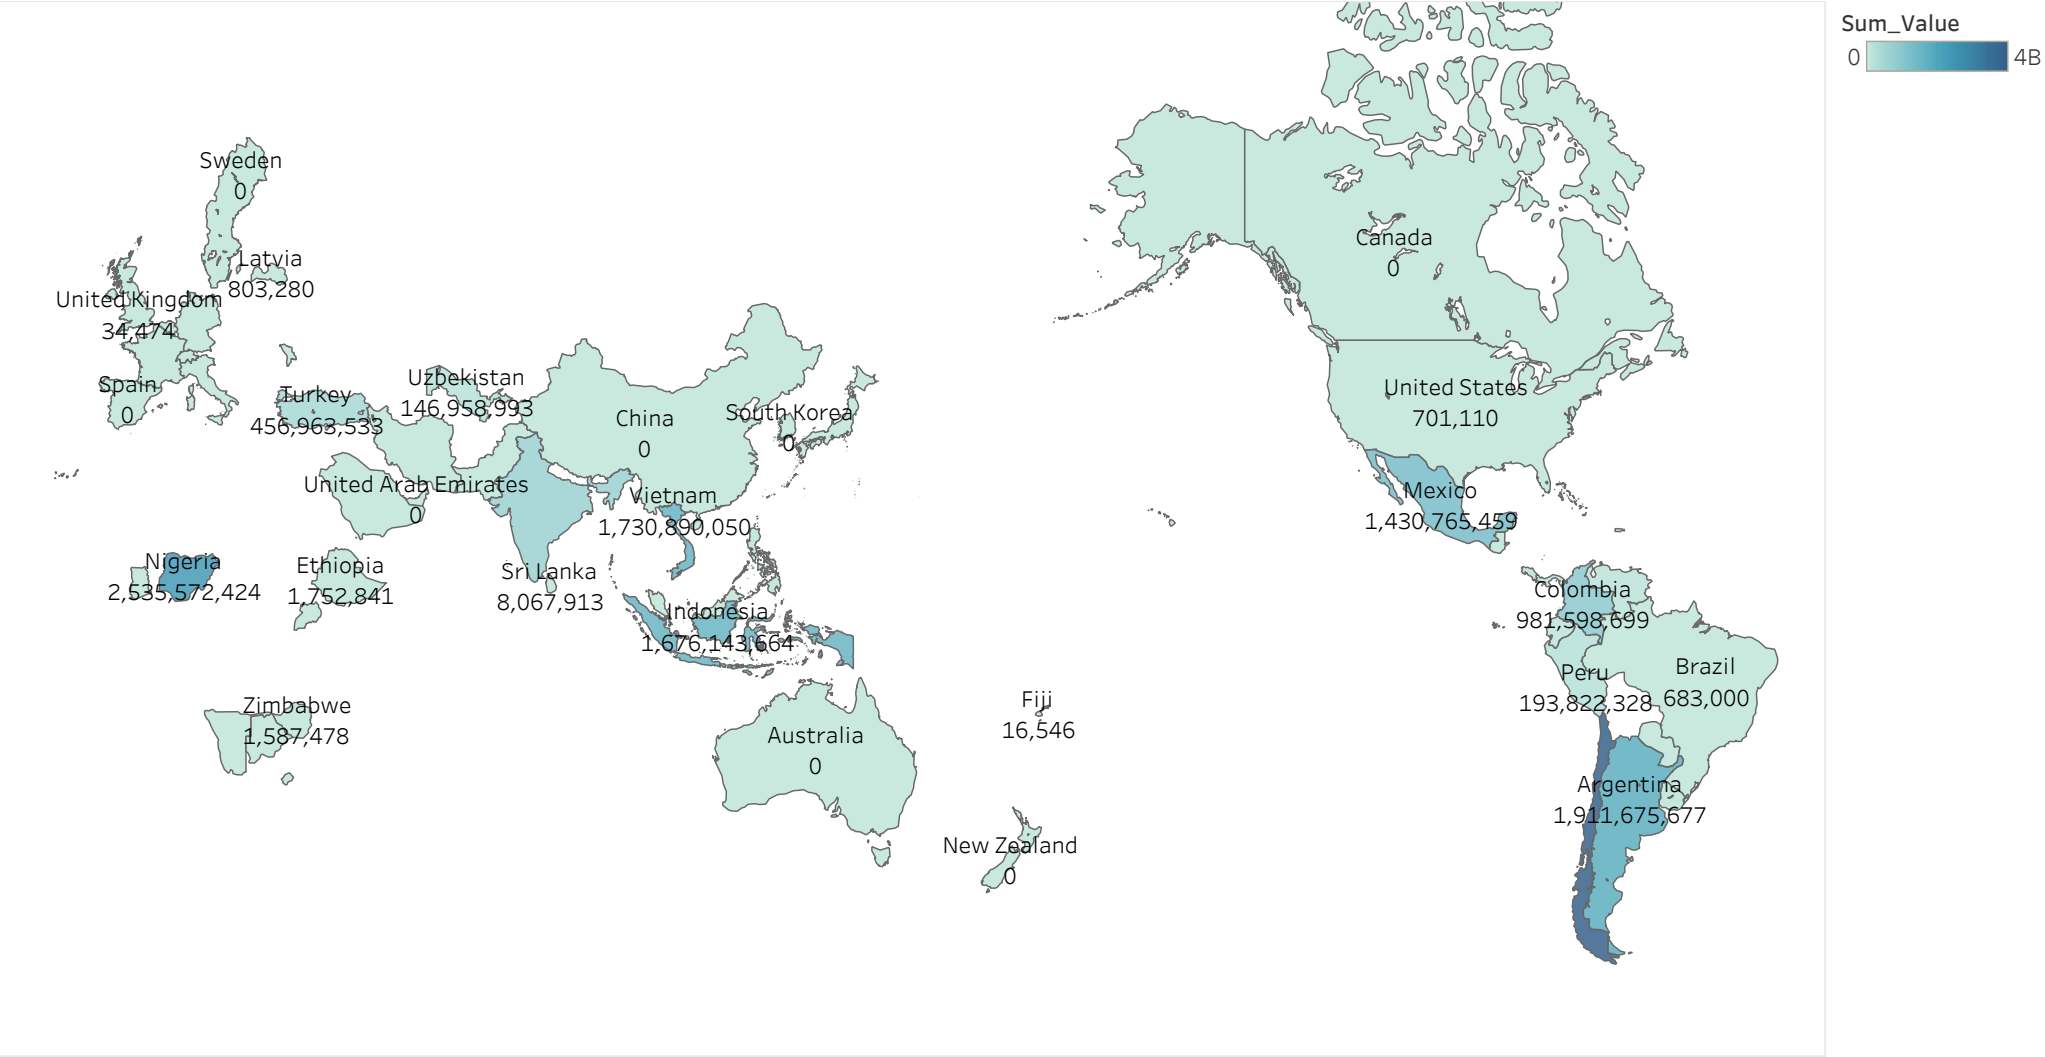 Sum_Value
0
4B
Sweden
0
Latvia
803,280
United Kingdom
34,474
Spain
0
Turkey
456,963,533
Uzbekistan
146,958,993
China
0
South Korea
0
United Arab Emirates
0
Vietnam
1,730,890,050
Nigeria
2,535,572,424
Ethiopia
1,752,841
Sri Lanka
8,067,913
Indonesia
1,676,143,664
Zimbabwe
1,587,478
Australia
0
Fiji
16,546
New Zealand
0
Canada
0
United States
701,110
Mexico
1,430,765,459
Colombia
981,598,699
Peru
193,822,328
Brazil
683,000
Argentina
1,911,675,677